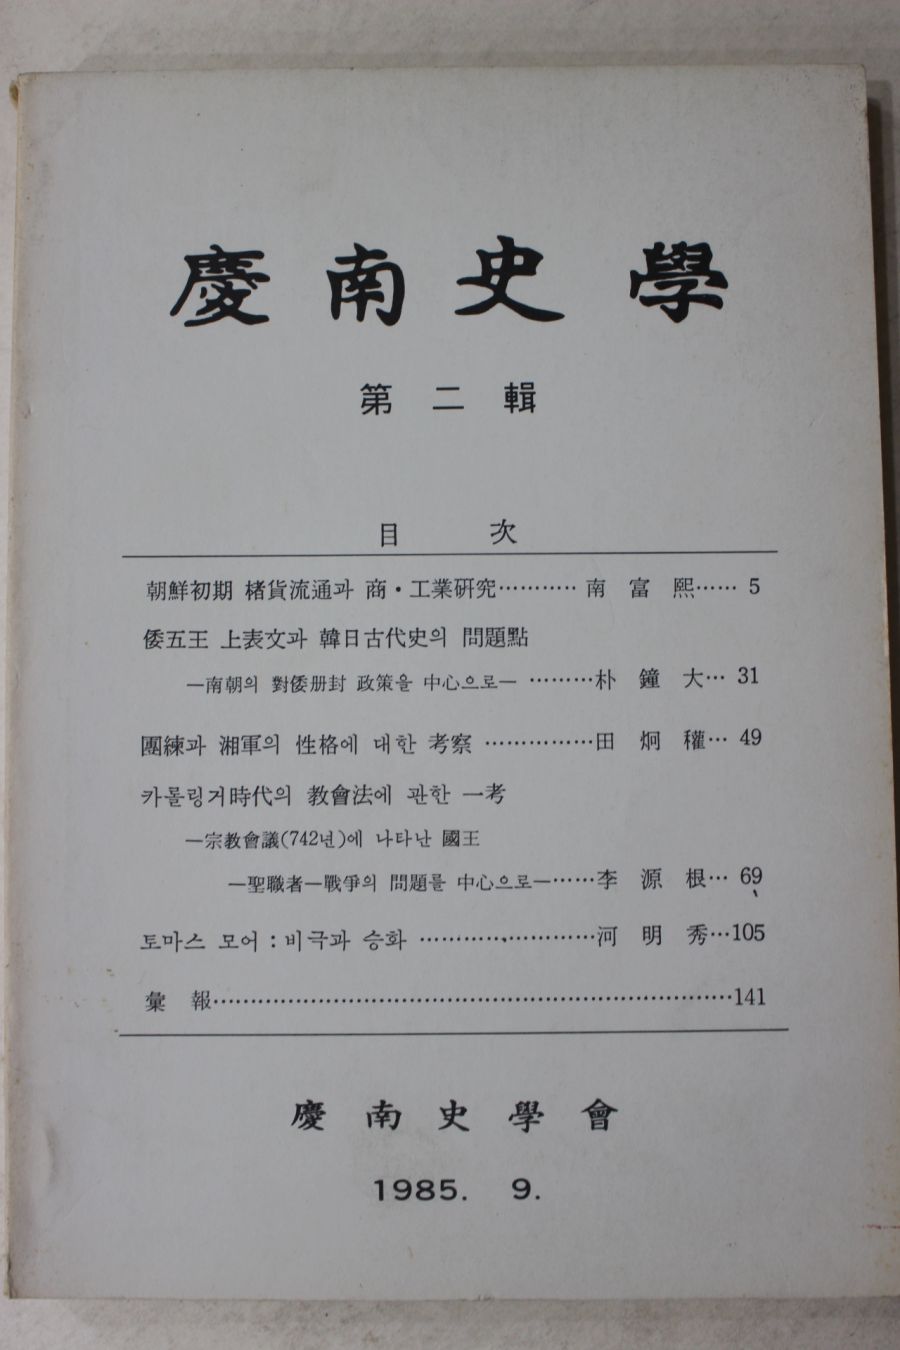 慶南史學
第二輯
目次
朝鮮初期 楮貨流通과 商・工業硏究………… 南富熙…… 5
倭五王 上表文과 韓日古代史의 問題點
—南朝의 對倭册封 政策을 中心으로— ………朴鐘大… 31
團練과 湘軍의 性格에 대한 考察 ……………田炯權… 49
카롤링거時代의 教會法에 관한 一考
—宗教會議(742년)에 나타난 國王
—聖職者—戰爭의 問題를 中心으로—……李源根… 69
토마스 모어 : 비극과 승화 ……………………河明秀…105
彙報……………………………………………………………141
慶南史學會
1985. 9.